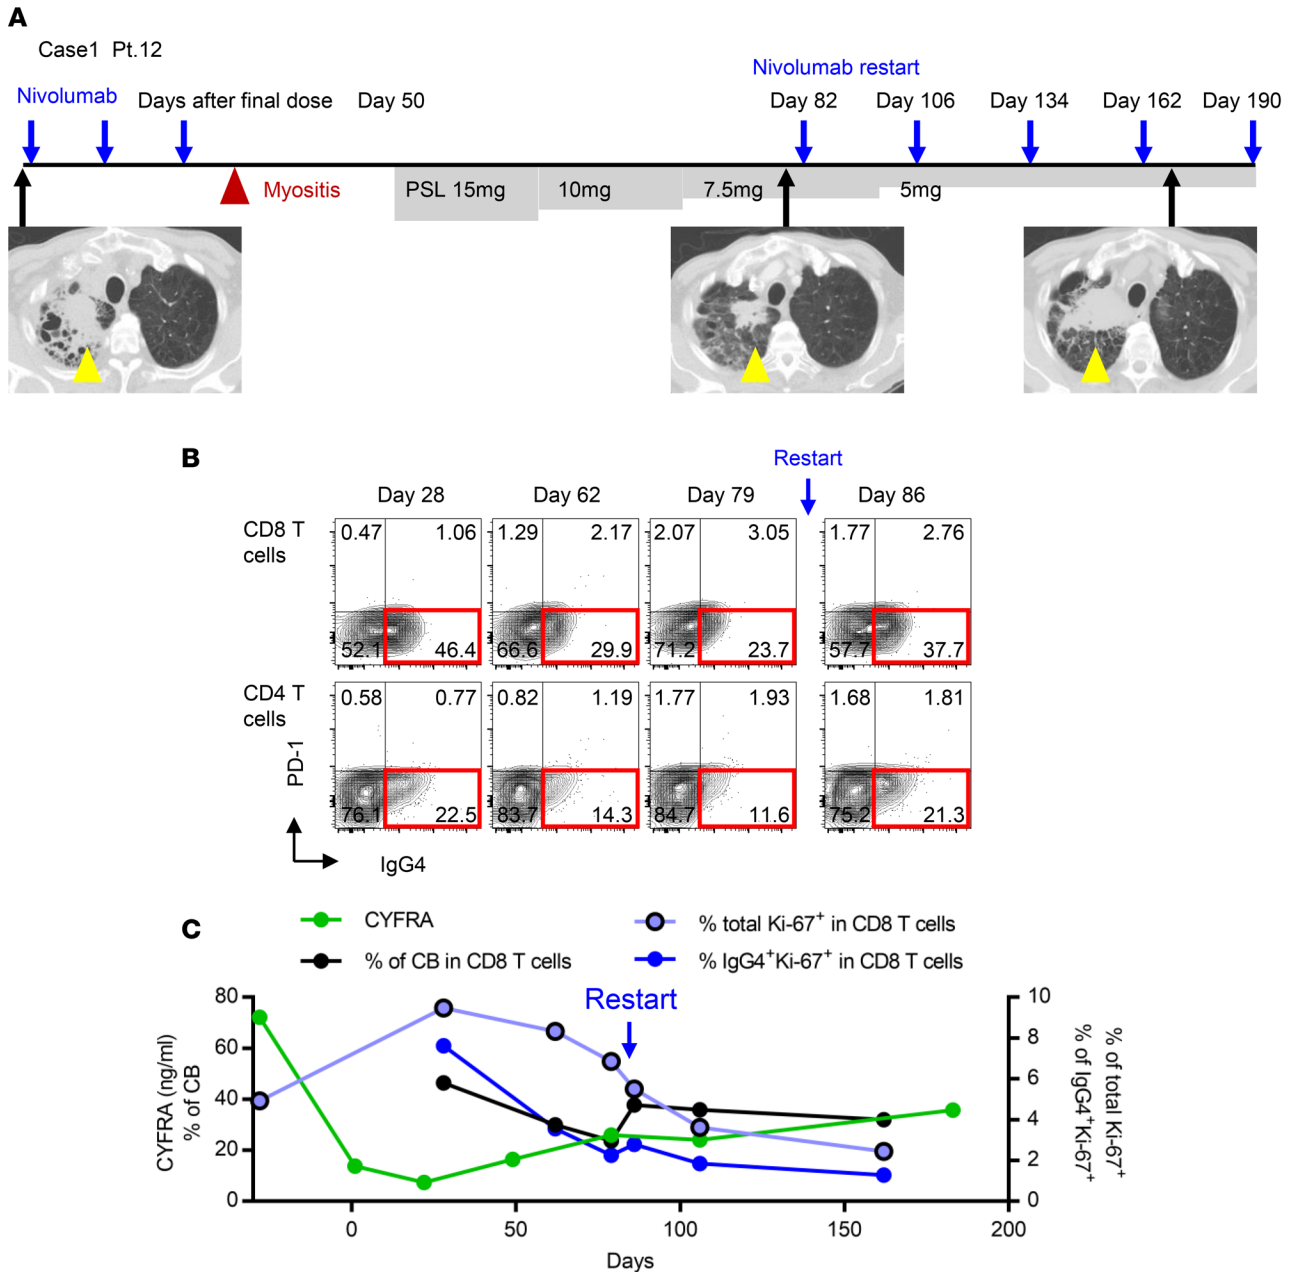 A
Case1 Pt.12
Nivolumab restart
Nivolumab Days after final dose Day 50 Day 82 Day 106 Day 134 Day 162 Day 190
Myositis PSL 15mg 10mg 7.5mg 5mg
B
Restart
Day 28 Day 62 Day 79 Day 86
CD8 T
cells
0.47 1.06 1.29 2.17 2.07 3.05 1.77 2.76
52.1 46.4 66.6 29.9 71.2 23.7 57.7 37.7
CD4 T
cells
0.58 0.77 0.82 1.19 1.77 1.93 1.68 1.81
PD-1
76.1 22.5 83.7 14.3 84.7 11.6 75.2 21.3
IgG4
C
CYFRA
% total Ki-67+ in CD8 T cells
% of CB in CD8 T cells
% IgG4+Ki-67+ in CD8 T cells
Restart
CYFRA (ng/ml)
% of CB
80
60
40
20
0
10
8
6
4
2
0
% of total Ki-67+
% of IgG4+Ki-67+
0 50 100 150 200
Days